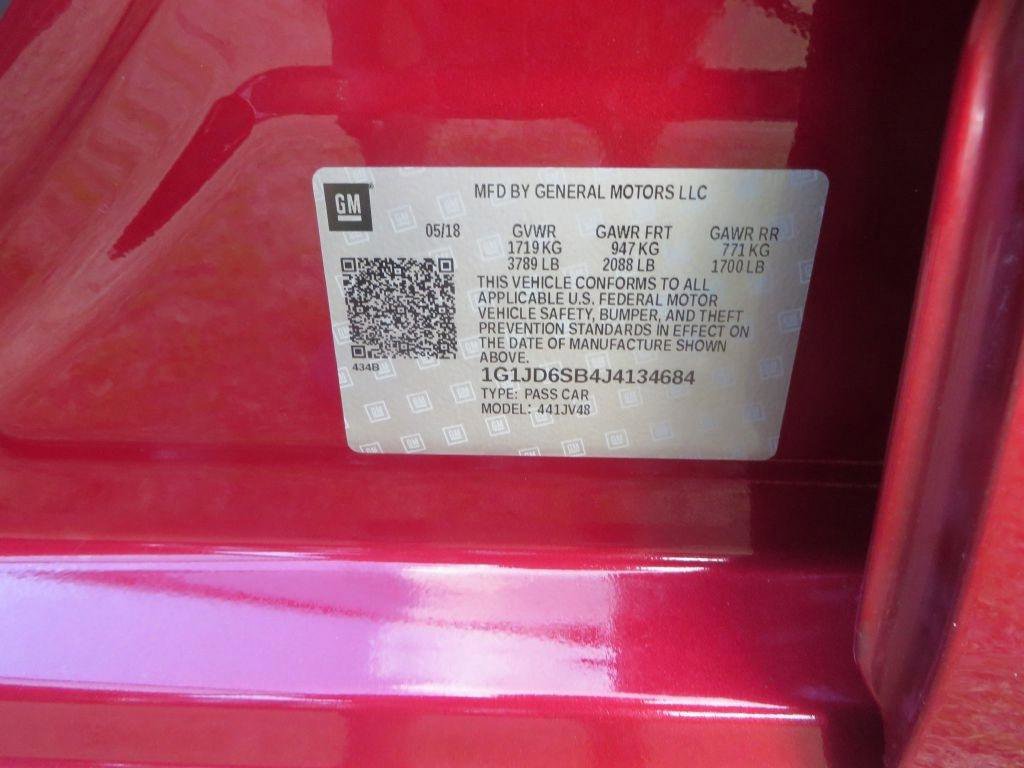 GM MFD BY GENERAL MOTORS LLC
05/18 GVWR GAWR FRT GAWR RR
1719 KG 947 KG 771 KG
3789 LB 2088 LB 1700 LB
THIS VEHICLE CONFORMS TO ALL
APPLICABLE U.S. FEDERAL MOTOR
VEHICLE SAFETY, BUMPER, AND THEFT
PREVENTION STANDARDS IN EFFECT ON
THE DATE OF MANUFACTURE SHOWN
ABOVE.
434B
1G1JD6SB4J4134684
TYPE: PASS CAR
MODEL: 441JV48